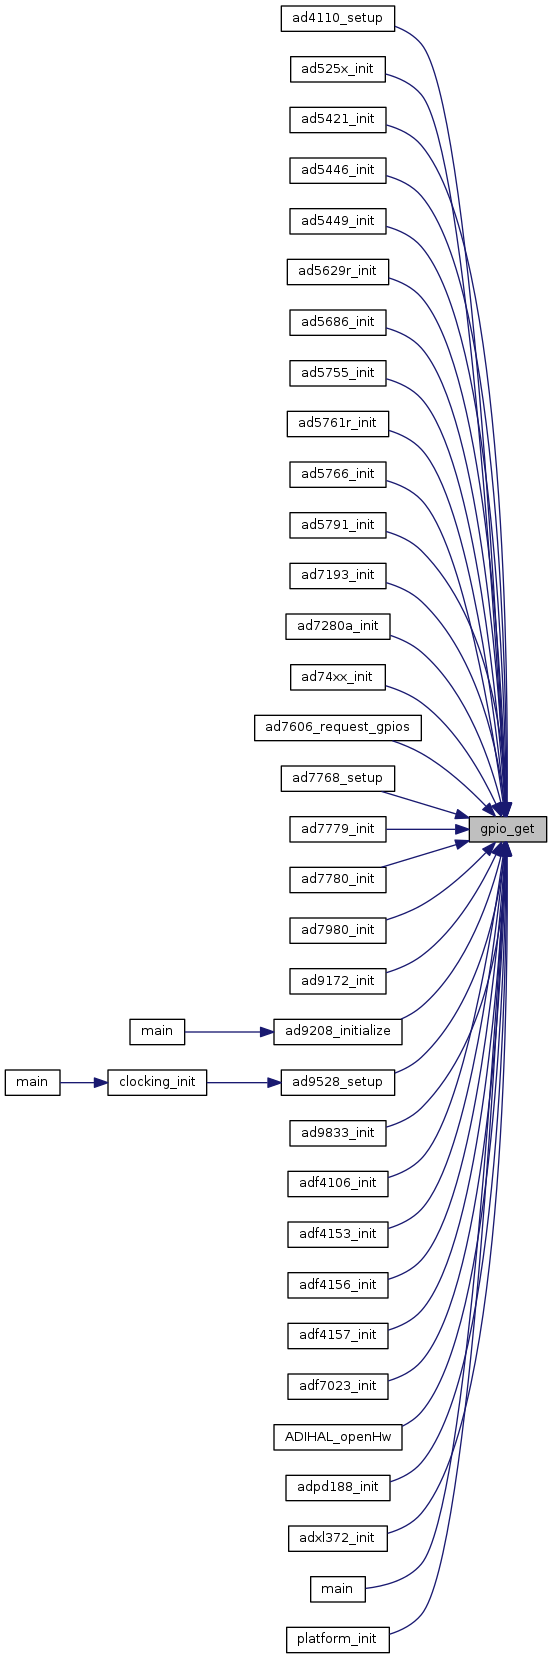 ad4110_setup
ad525x_init
ad5421_init
ad5446_init
ad5449_init
ad5629r_init
ad5686_init
ad5755_init
ad5761r_init
ad5766_init
ad5791_init
ad7193_init
ad7280a_init
ad74xx_init
ad7606_request_gpios
ad7768_setup
gpio_get
ad7779_init
ad7780_init
ad7980_init
ad9172_init
main
ad9208_initialize
main
clocking_init
ad9528_setup
ad9833_init
adf4106_init
adf4153_init
adf4156_init
adf4157_init
adf7023_init
ADIHAL_openHw
adpd188_init
adxl372_init
main
platform_init